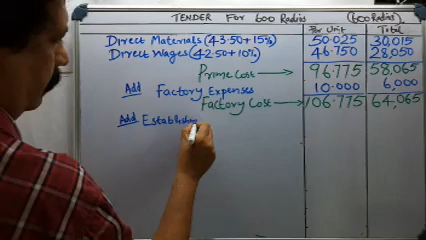 TENDER For 600 Radios (600 Radios)
Per Unit Total
Direct Materials (43.50+15%) 50.025 30,015
Direct Wages (42.50+10%) 46.750 28,050
Prime Cost 96.775 58,065
Add Factory Expenses 10.000 6,000
Factory Cost 106.775 64,065
Add Establishm